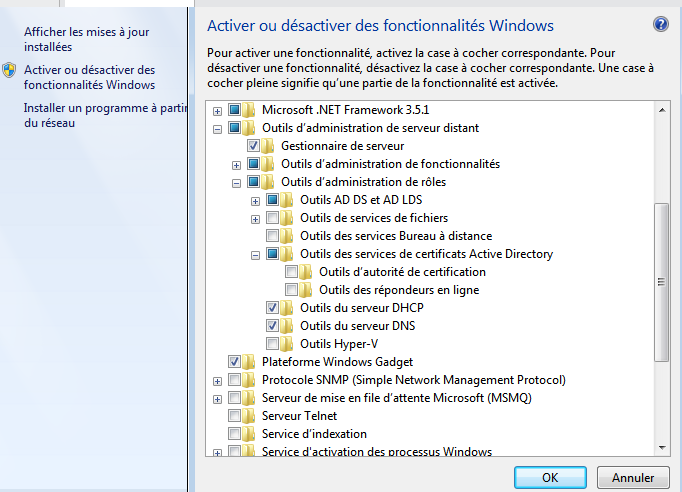 Afficher les mises à jour
installées
Activer ou désactiver des
fonctionnalités Windows
Installer un programme à partir
du réseau
Activer ou désactiver des fonctionnalités Windows
Pour activer une fonctionnalité, activez la case à cocher correspondante. Pour
désactiver une fonctionnalité, désactivez la case à cocher correspondante. Une case à
cocher pleine signifie qu'une partie de la fonctionnalité est activée.
Microsoft .NET Framework 3.5.1
Outils d'administration de serveur distant
Gestionnaire de serveur
Outils d'administration de fonctionnalités
Outils d'administration de rôles
Outils AD DS et AD LDS
Outils de services de fichiers
Outils des services Bureau à distance
Outils des services de certificats Active Directory
Outils d'autorité de certification
Outils des répondeurs en ligne
Outils du serveur DHCP
Outils du serveur DNS
Outils Hyper-V
Plateforme Windows Gadget
Protocole SNMP (Simple Network Management Protocol)
Serveur de mise en file d'attente Microsoft (MSMQ)
Serveur Telnet
Service d'indexation
Service d'activation des processus Windows
OK
Annuler